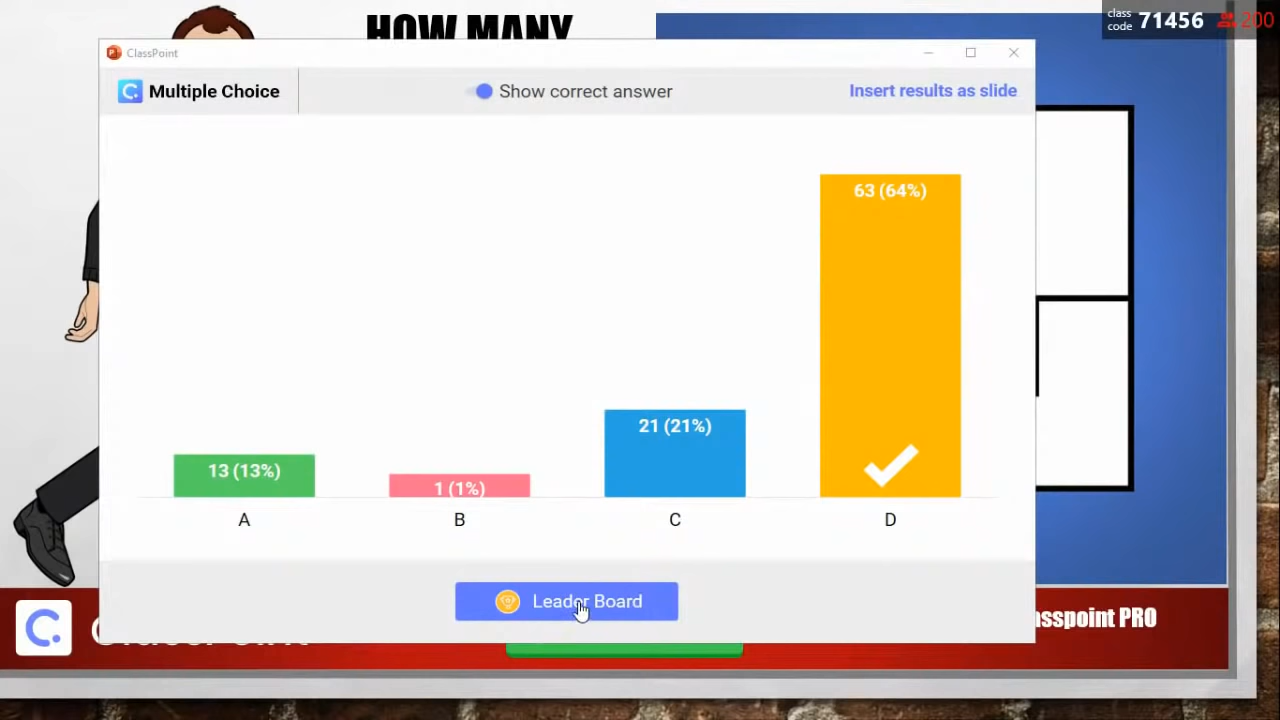 HOW MANY
class code 71456 200
ClassPoint
Multiple Choice
Show correct answer
Insert results as slide
63 (64%)
21 (21%)
13 (13%)
1 (1%)
A
B
C
D
Leader Board
asspoint PRO